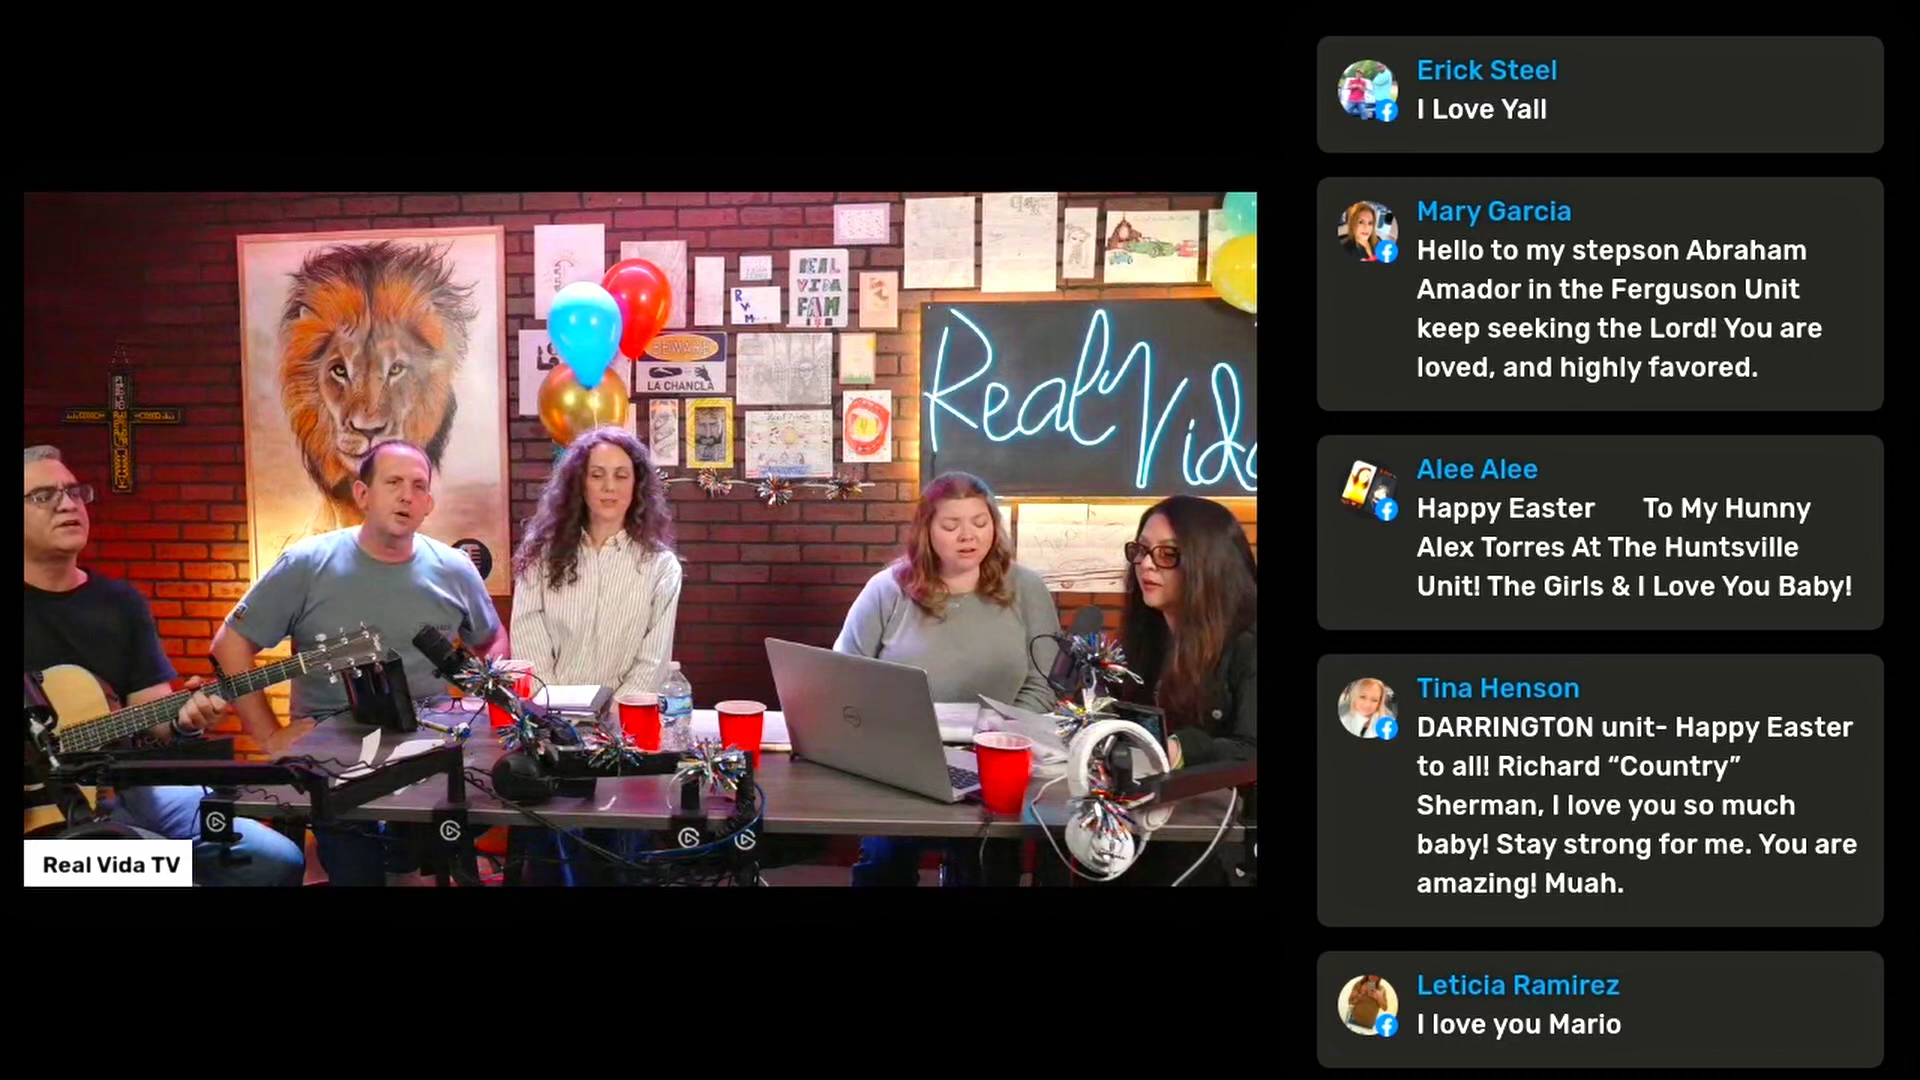 REAL
VIDA
FAM
R
V
M
BEWARE
LA CHANCLA
Real Vida
Real Vida TV
Erick Steel
I Love Yall
Mary Garcia
Hello to my stepson Abraham
Amador in the Ferguson Unit
keep seeking the Lord! You are
loved, and highly favored.
Alee Alee
Happy Easter To My Hunny
Alex Torres At The Huntsville
Unit! The Girls & I Love You Baby!
Tina Henson
DARRINGTON unit- Happy Easter
to all! Richard “Country”
Sherman, I love you so much
baby! Stay strong for me. You are
amazing! Muah.
Leticia Ramirez
I love you Mario